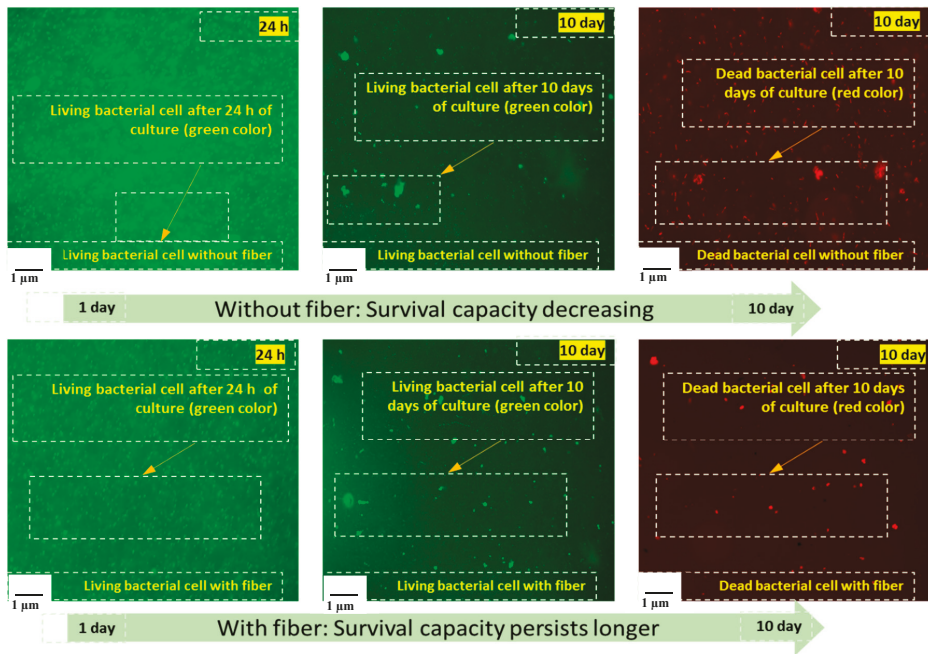 24 h
Living bacterial cell after 24 h of
culture (green color)
Living bacterial cell without fiber
1 µm
10 day
Living bacterial cell after 10 days
of culture (green color)
Living bacterial cell without fiber
1 µm
10 day
Dead bacterial cell after 10
days of culture (red color)
Dead bacterial cell without fiber
1 µm
1 day
Without fiber: Survival capacity decreasing
10 day
24 h
Living bacterial cell after 24 h of
culture (green color)
Living bacterial cell with fiber
1 µm
10 day
Living bacterial cell after 10
days of culture (green color)
Living bacterial cell with fiber
1 µm
10 day
Dead bacterial cell after 10 days
of culture (red color)
Dead bacterial cell with fiber
1 µm
1 day
With fiber: Survival capacity persists longer
10 day